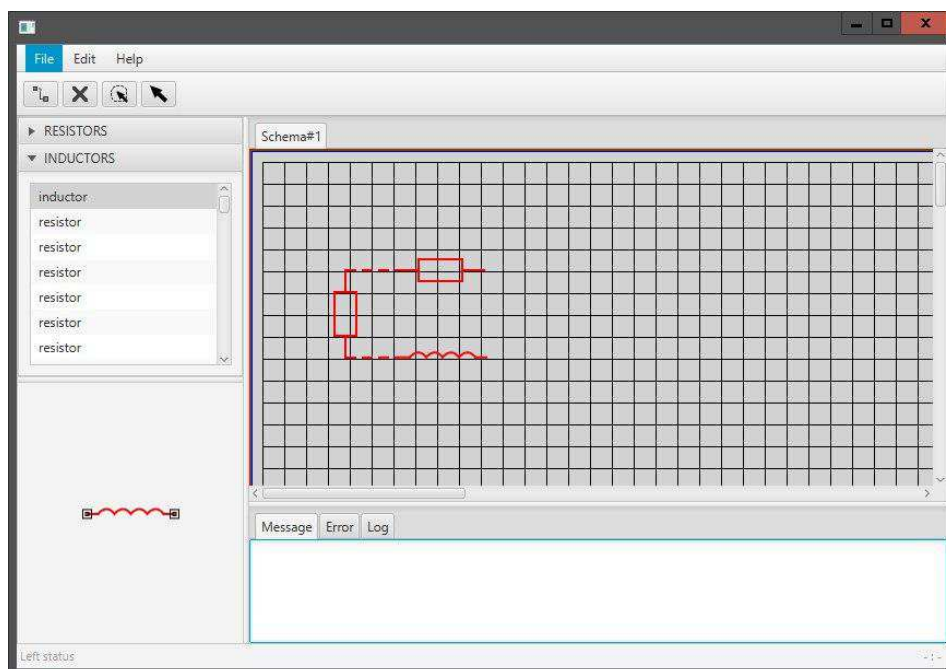 File Edit Help
RESISTORS
INDUCTORS
inductor
resistor
resistor
resistor
resistor
resistor
resistor
Schema#1
Message Error Log
Left status
- : -